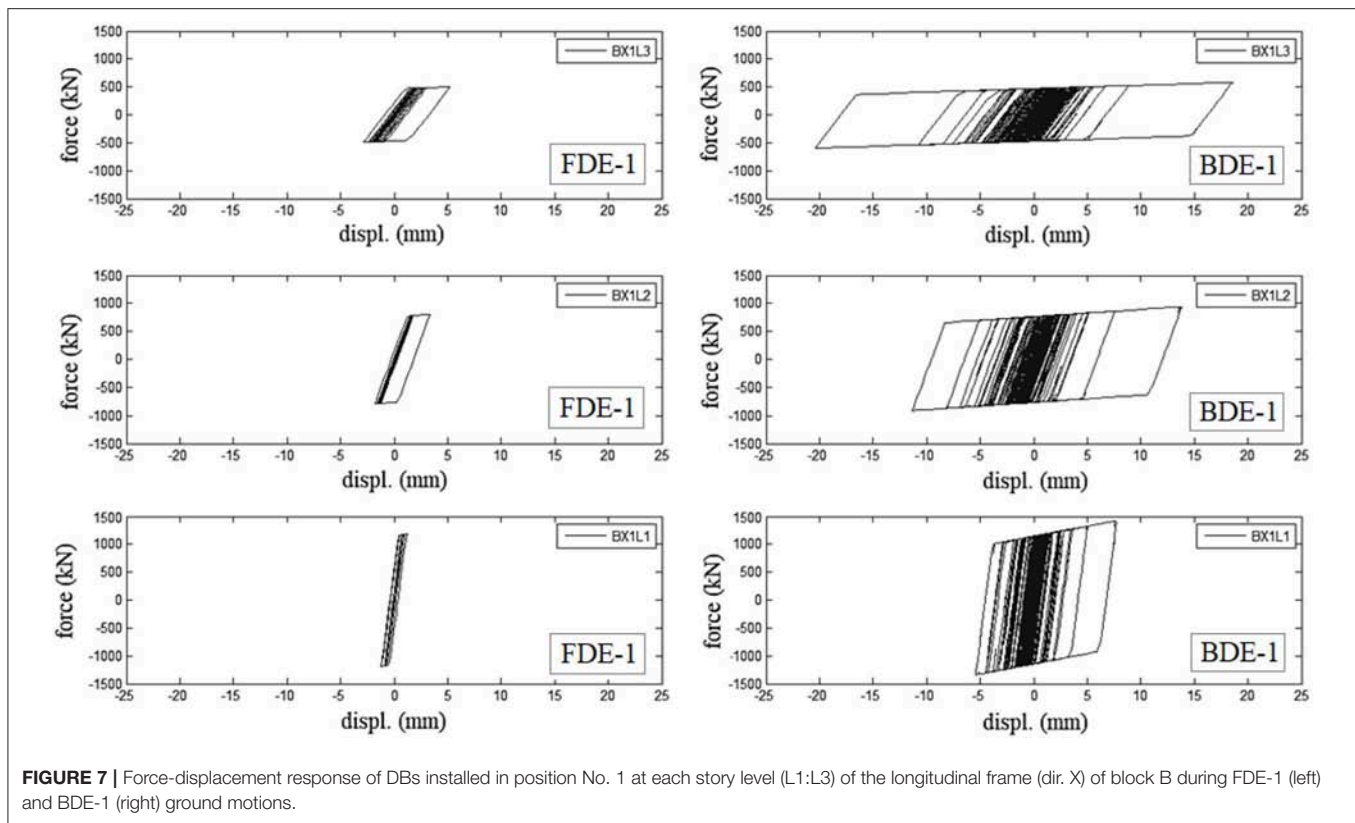 1500
1000
500
0
-500
-1000
-1500
force (kN)
BX1L3
FDE-1
-25 -20 -15 -10 -5 0 5 10 15 20 25
displ. (mm)
1500
1000
500
0
-500
-1000
-1500
force (kN)
BX1L3
BDE-1
-25 -20 -15 -10 -5 0 5 10 15 20 25
displ. (mm)
1500
1000
500
0
-500
-1000
-1500
force (kN)
BX1L2
FDE-1
-25 -20 -15 -10 -5 0 5 10 15 20 25
displ. (mm)
1500
1000
500
0
-500
-1000
-1500
force (kN)
BX1L2
BDE-1
-25 -20 -15 -10 -5 0 5 10 15 20 25
displ. (mm)
1500
1000
500
0
-500
-1000
-1500
force (kN)
BX1L1
FDE-1
-25 -20 -15 -10 -5 0 5 10 15 20 25
displ. (mm)
1500
1000
500
0
-500
-1000
-1500
force (kN)
BX1L1
BDE-1
-25 -20 -15 -10 -5 0 5 10 15 20 25
displ. (mm)
FIGURE 7 | Force-displacement response of DBs installed in position No. 1 at each story level (L1:L3) of the longitudinal frame (dir. X) of block B during FDE-1 (left)
and BDE-1 (right) ground motions.